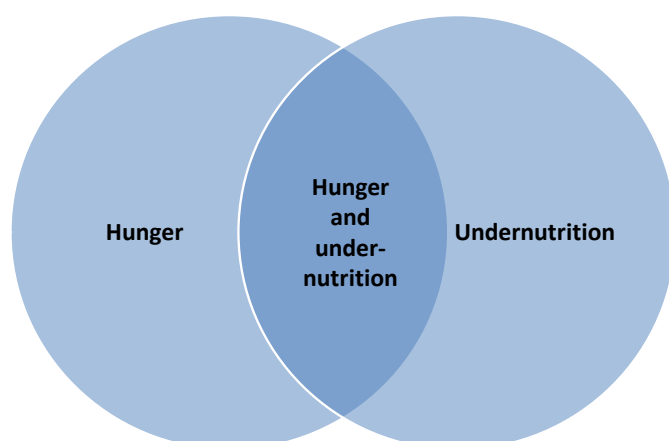 Hunger
Hunger
and
under-
nutrition
Undernutrition